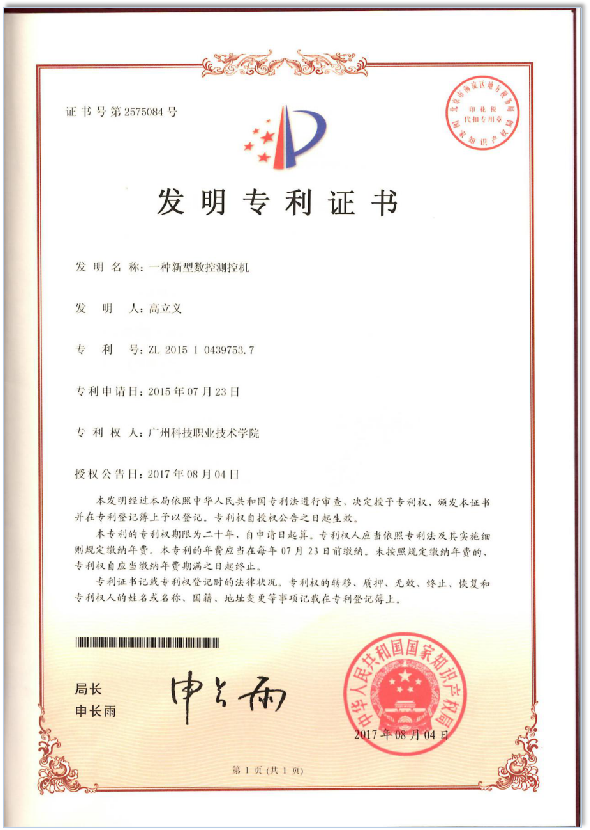 证书号第2575084号
发明专利证书
发明名称：一种新型数控测控机
发明人：高立义
专利号：ZL 2015 1 0439753.7
专利申请日：2015年07月23日
专利权人：广州科技职业技术学院
授权公告日：2017年08月04日
本发明经过本局依照中华人民共和国专利法进行审查，决定授予专利权，颁发本证书
并在专利登记簿上予以登记。专利权自授权公告之日起生效。
本专利的专利权期限为二十年，自申请日起算。专利权人应当依照专利法及其实施细
则规定缴纳年费。本专利的年费应当在每年07月23日前缴纳。未按照规定缴纳年费的，
专利权自应当缴纳年费期满之日起终止。
专利证书记载专利权登记时的法律状况。专利权的转移、质押、无效、终止、恢复和
专利权人的姓名或名称、国籍、地址变更等事项记载在专利登记簿上。
局长
申长雨
申长雨
中华人民共和国国家知识产权局
2017年08月04日
第1页（共1页）